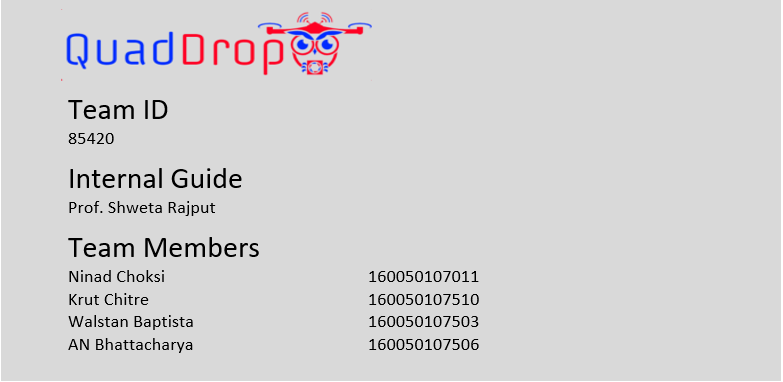 QuadDrop
Team ID
85420
Internal Guide
Prof. Shweta Rajput
Team Members
Ninad Choksi 160050107011
Krut Chitre 160050107510
Walstan Baptista 160050107503
AN Bhattacharya 160050107506